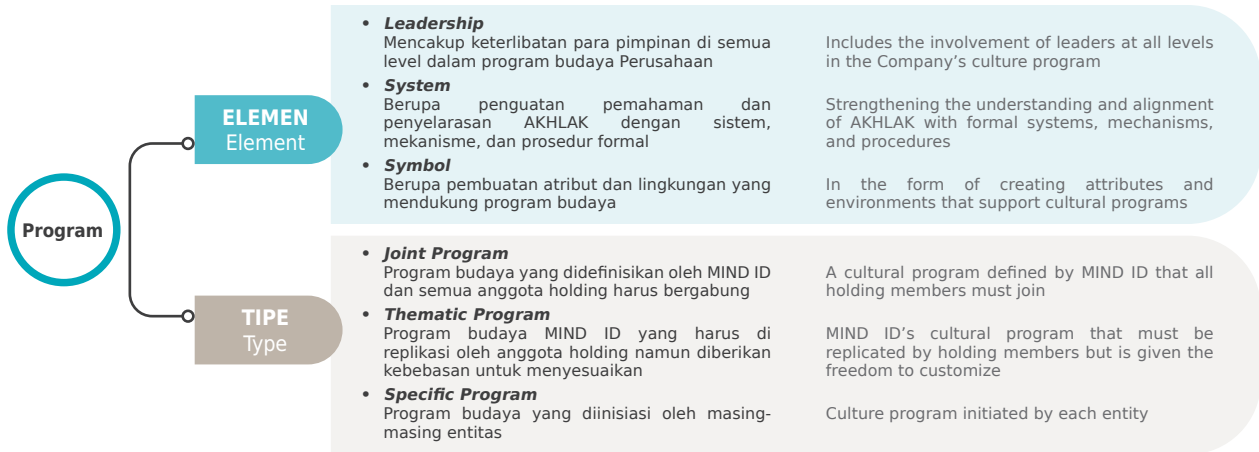 Program
ELEMEN
Element
• Leadership
Mencakup keterlibatan para pimpinan di semua
level dalam program budaya Perusahaan
Includes the involvement of leaders at all levels
in the Company's culture program
• System
Berupa penguatan pemahaman dan
penyelarasan AKHLAK dengan sistem,
mekanisme, dan prosedur formal
Strengthening the understanding and alignment
of AKHLAK with formal systems, mechanisms,
and procedures
• Symbol
Berupa pembuatan atribut dan lingkungan yang
mendukung program budaya
In the form of creating attributes and
environments that support cultural programs
TIPE
Type
• Joint Program
Program budaya yang didefinisikan oleh MIND ID
dan semua anggota holding harus bergabung
A cultural program defined by MIND ID that all
holding members must join
• Thematic Program
Program budaya MIND ID yang harus di
replikasi oleh anggota holding namun diberikan
kebebasan untuk menyesuaikan
MIND ID's cultural program that must be
replicated by holding members but is given the
freedom to customize
• Specific Program
Program budaya yang diinisiasi oleh masing-
masing entitas
Culture program initiated by each entity